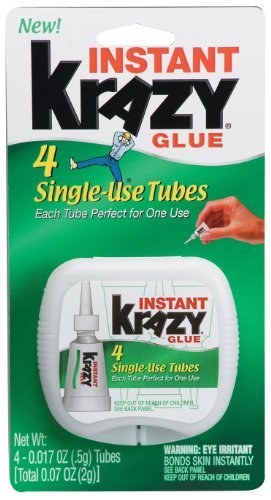 New!
INSTANT
KRAZY®
GLUE
4
Single-Use Tubes
Each Tube Perfect for One Use
INSTANT
KRAZY®
GLUE
4
Single-Use Tubes
Each Tube Perfect for One Use
KEEP OUT OF REACH OF CHILDREN.
SEE BACK PANEL.
Net Wt:
4 - 0.017 OZ (.5g) Tubes
[Total 0.07 OZ (2g)]
WARNING: EYE IRRITANT
BONDS SKIN INSTANTLY
SEE BACK PANEL
KEEP OUT OF REACH OF CHILDREN